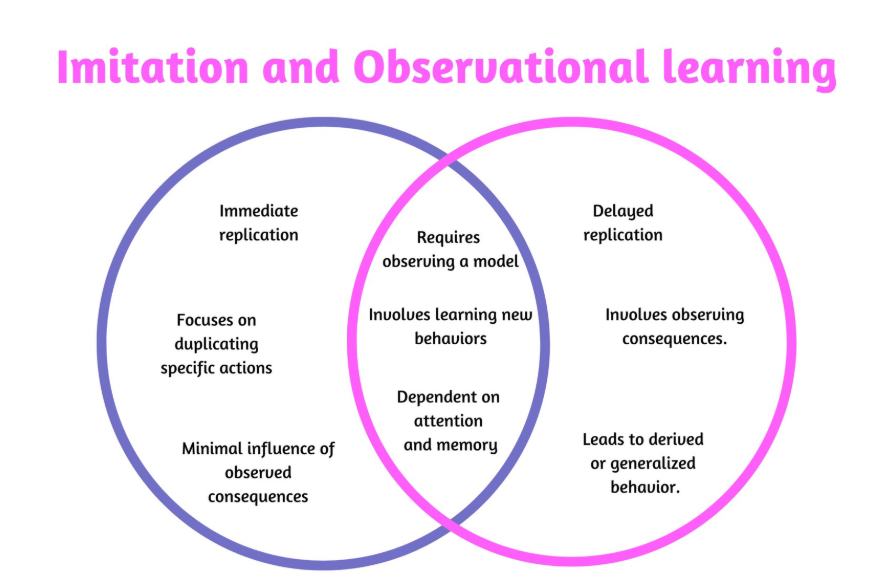 Imitation and Observational learning
Immediate
replication
Focuses on
duplicating
specific actions
Minimal influence of
observed
consequences
Requires
observing a model
Involves learning new
behaviors
Dependent on
attention
and memory
Delayed
replication
Involves observing
consequences.
Leads to derived
or generalized
behavior.